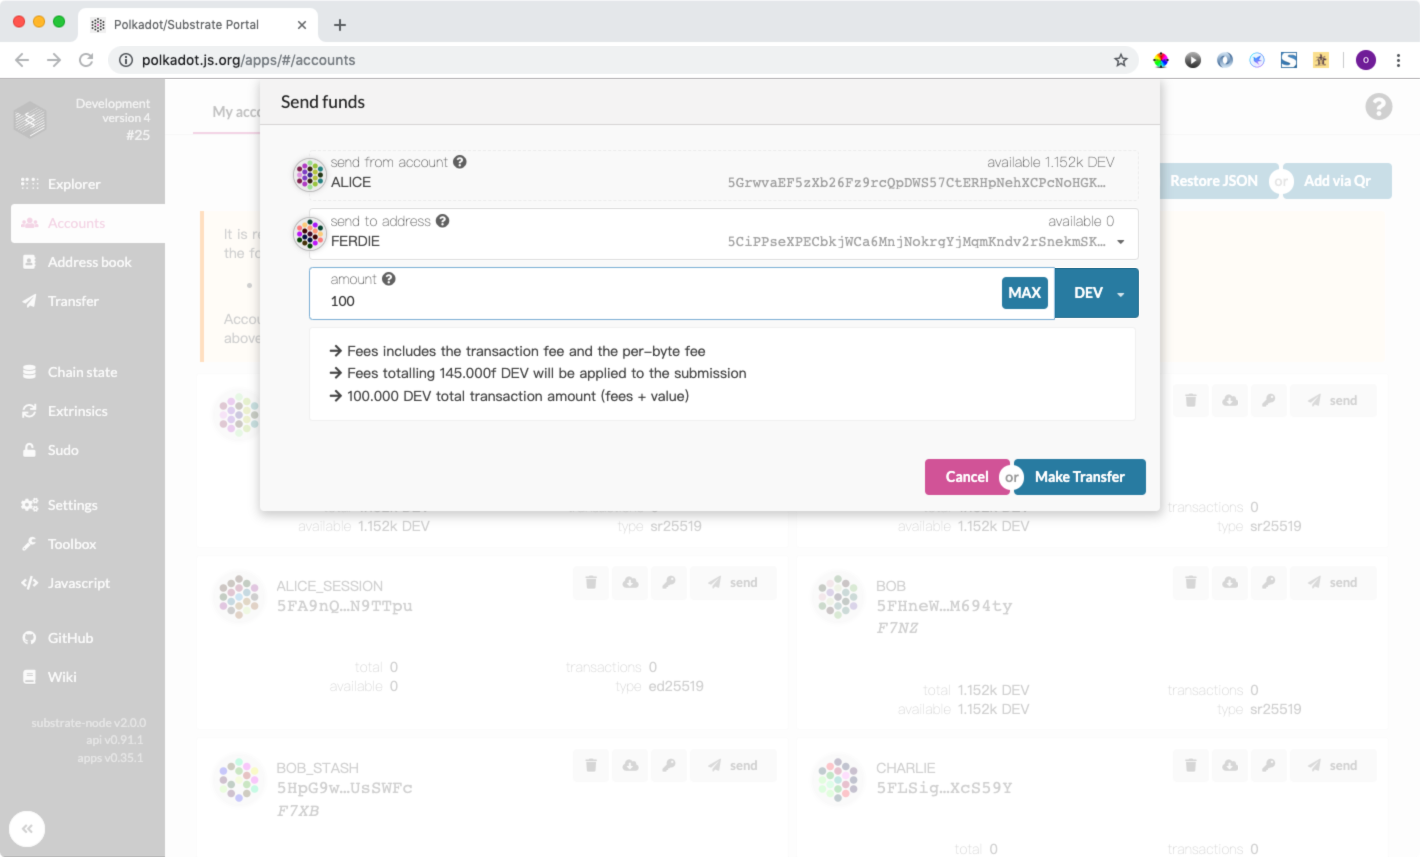 Polkadot/Substrate Portal
polkadot.js.org/apps/#/accounts
O
Development
version 4
#25
Explorer
Accounts
Address book
Transfer
Chain state
Extrinsics
Sudo
Settings
Toolbox
Javascript
GitHub
Wiki
substrate-node v2.0.0
api v0.91.1
apps v0.35.1
My
Restore JSON or Add via Qr
It is
the
above
Send funds
send from account
available 1.152k DEV
ALICE
5GrwvaEF5zXb26Fz9rcQpDWS57CtERHpNehXCPcNoHGK…
send to address
available 0
FERDIE
5CiPPseXPECbkjWCa6MnjNokrgYjMqmKndv2rSnekmSK…
amount
100
MAX
DEV
→ Fees includes the transaction fee and the per-byte fee
→ Fees totalling 145.000f DEV will be applied to the submission
→ 100.000 DEV total transaction amount (fees + value)
Cancel or Make Transfer
send
send
available 1.152k DEV
type sr25519
transactions 0
available 1.152k DEV
type sr25519
ALICE_SESSION
5FA9nQ…N9TTpu
send
total 0
transactions 0
available 0
type ed25519
BOB
5FHneW…M694ty
F7NZ
send
total 1.152k DEV
transactions 0
available 1.152k DEV
type sr25519
BOB_STASH
5HpG9w…UsSWFc
F7XB
send
CHARLIE
5FLSig…XcS59Y
send
total 0
transactions 0